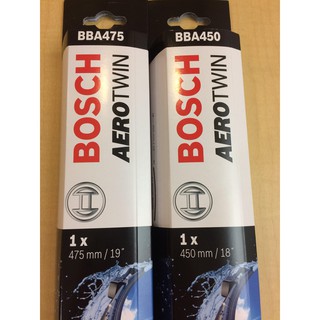 BBA475
BOSCH
AEROTWIN
1 x
475 mm / 19"
BBA450
BOSCH
AEROTWIN
1 x
450 mm / 18"